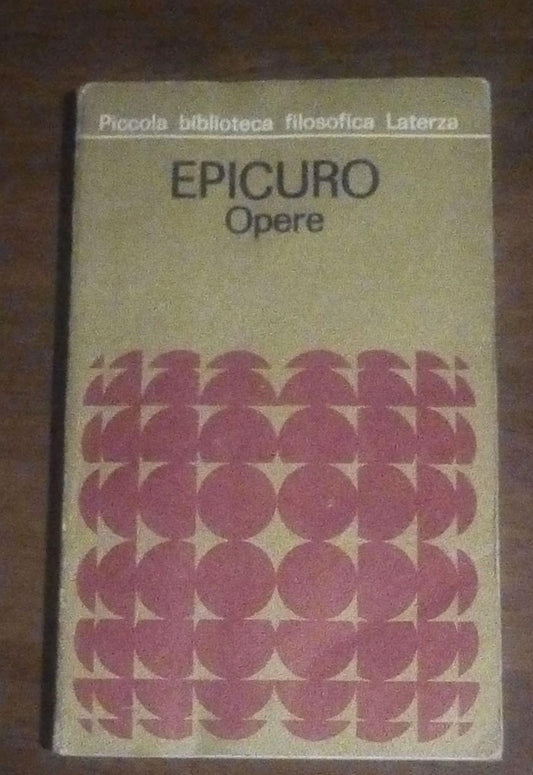 Piccola biblioteca filosofica Laterza
EPICURO
Opere